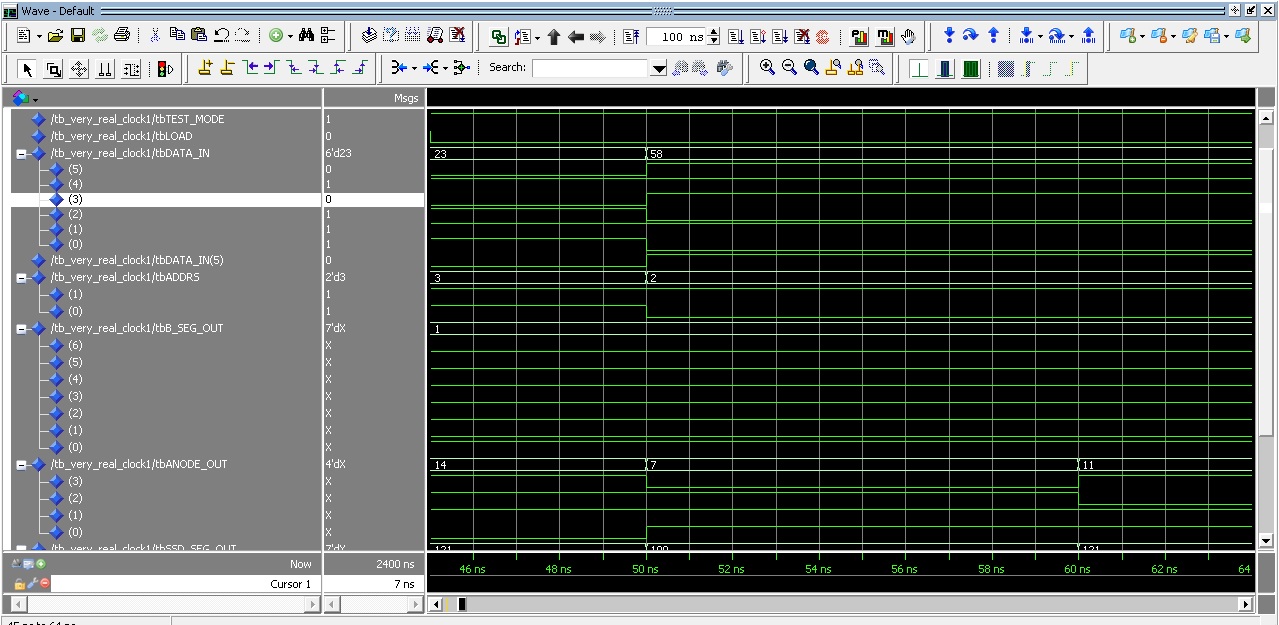 Wave - Default
100 ns
Search:
Msgs
/tb_very_real_clock1/tbTEST_MODE 1
/tb_very_real_clock1/tbLOAD 0
/tb_very_real_clock1/tbDATA_IN 6'd23 23 58
(5) 0
(4) 1
(3) 0
(2) 1
(1) 1
(0) 1
/tb_very_real_clock1/tbDATA_IN(5) 0
/tb_very_real_clock1/tbADDRS 2'd3 3 2
(1) 1
(0) 1
/tb_very_real_clock1/tbB_SEG_OUT 7'dX 1
(6) X
(5) X
(4) X
(3) X
(2) X
(1) X
(0) X
/tb_very_real_clock1/tbANODE_OUT 4'dX 14 7 11
(3) X
(2) X
(1) X
(0) X
/tb_very_real_clock1/tbSSD_SEG_OUT 7'dX 121 100 121
Now 2400 ns 46 ns 48 ns 50 ns 52 ns 54 ns 56 ns 58 ns 60 ns 62 ns 64
Cursor 1 7 ns